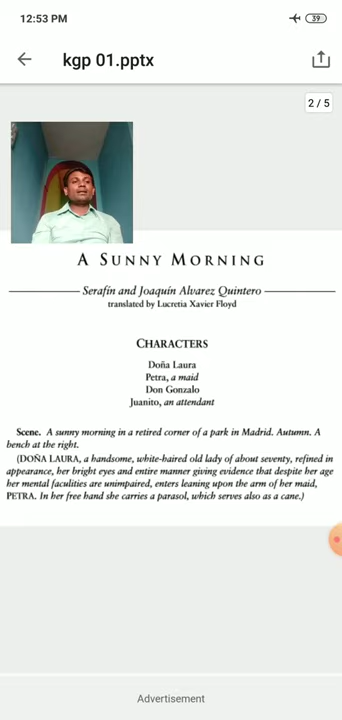 12:53 PM
39
kgp 01.pptx
2 / 5
A SUNNY MORNING
Serafín and Joaquín Alvarez Quintero
translated by Lucretia Xavier Floyd
CHARACTERS
Doña Laura
Petra, a maid
Don Gonzalo
Juanito, an attendant
Scene. A sunny morning in a retired corner of a park in Madrid. Autumn. A
bench at the right.
(DOÑA LAURA, a handsome, white-haired old lady of about seventy, refined in
appearance, her bright eyes and entire manner giving evidence that despite her age
her mental faculities are unimpaired, enters leaning upon the arm of her maid,
PETRA. In her free hand she carries a parasol, which serves also as a cane.)
Advertisement